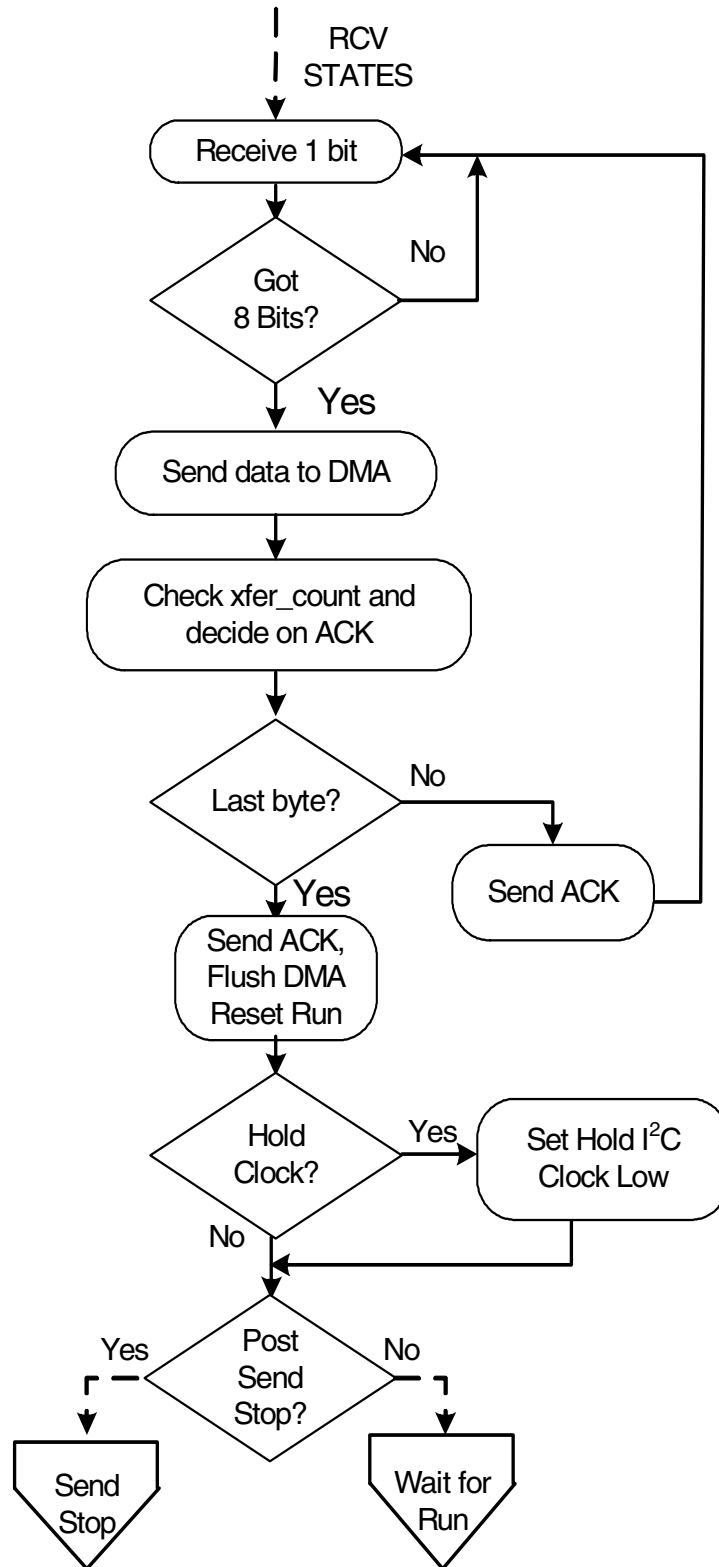 RCV
STATES
Receive 1 bit
Got
8 Bits?
No
Yes
Send data to DMA
Check xfer_count and
decide on ACK
Last byte?
No
Send ACK
Yes
Send ACK,
Flush DMA
Reset Run
Hold
Clock?
Yes
Set Hold I²C
Clock Low
No
Post
Send
Stop?
Yes
No
Send
Stop
Wait for
Run